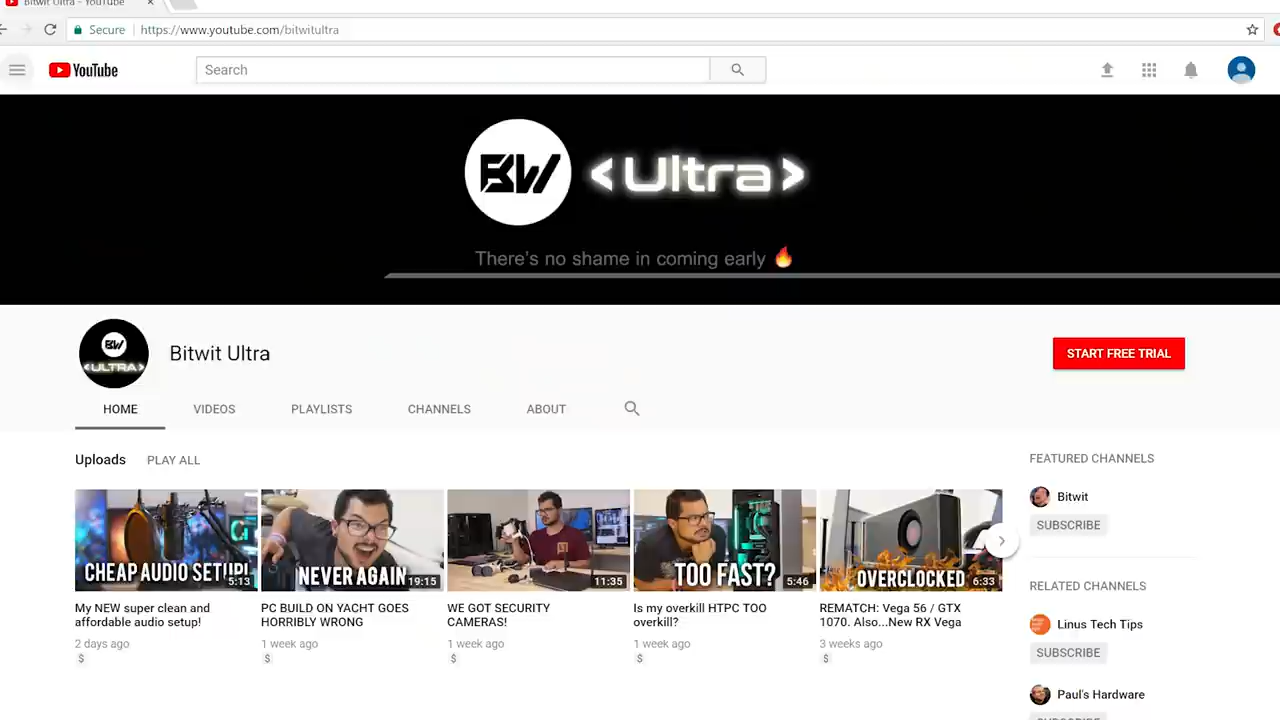 Bitwit Ultra - YouTube
Secure https://www.youtube.com/bitwitultra
YouTube
Search
BW <Ultra>
There's no shame in coming early 🔥
BW
<ULTRA>
Bitwit Ultra
START FREE TRIAL
HOME VIDEOS PLAYLISTS CHANNELS ABOUT
Uploads PLAY ALL
CHEAP AUDIO SETUP!
5:13
My NEW super clean and
affordable audio setup!
2 days ago
$
NEVER AGAIN
19:15
PC BUILD ON YACHT GOES
HORRIBLY WRONG
1 week ago
$
11:35
WE GOT SECURITY
CAMERAS!
1 week ago
$
TOO FAST?
5:46
Is my overkill HTPC TOO
overkill?
1 week ago
$
OVERCLOCKED
6:33
REMATCH: Vega 56 / GTX
1070. Also...New RX Vega
3 weeks ago
$
FEATURED CHANNELS
Bitwit
SUBSCRIBE
RELATED CHANNELS
Linus Tech Tips
SUBSCRIBE
Paul's Hardware
SUBSCRIBE